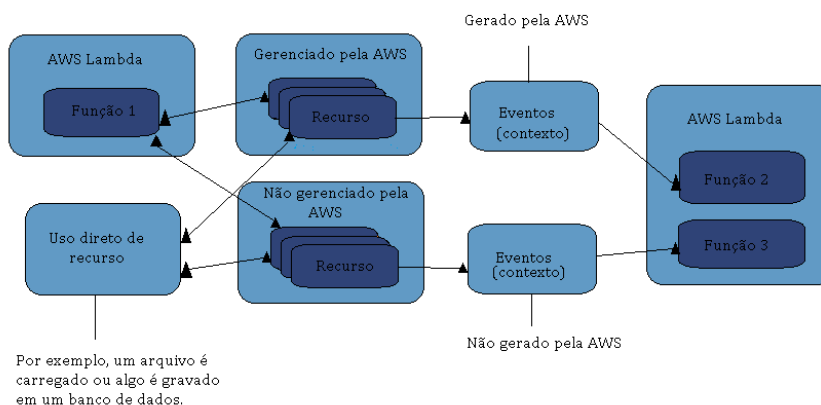 Gerado pela AWS
AWS Lambda
Função 1
Gerenciado pela AWS
Recurso
Eventos
(contexto)
AWS Lambda
Função 2
Função 3
Uso direto de
recurso
Não gerenciado pela
AWS
Recurso
Eventos
(contexto)
Não gerado pela AWS
Por exemplo, um arquivo é
carregado ou algo é gravado
em um banco de dados.